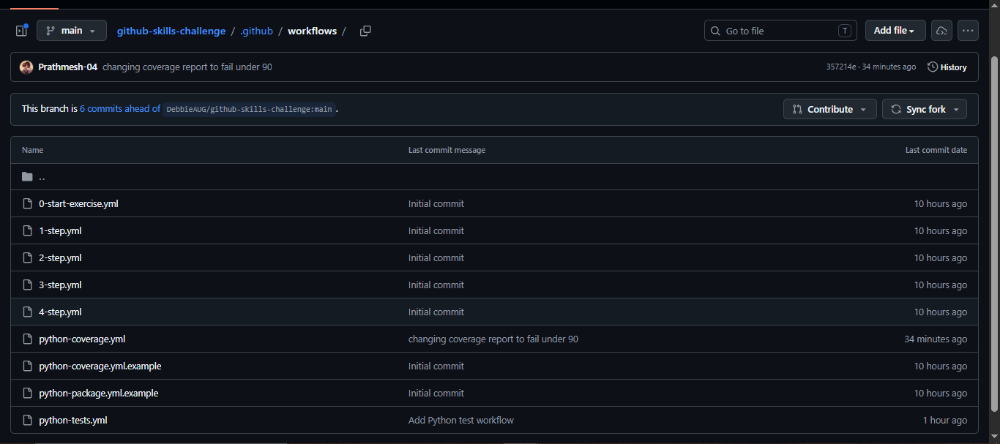 main github-skills-challenge / .github / workflows / Go to file T Add file
Prathmesh-04 changing coverage report to fail under 90 357214e · 34 minutes ago History
This branch is 6 commits ahead of DebbieAUG/github-skills-challenge:main . Contribute Sync fork
Name Last commit message Last commit date
..
0-start-exercise.yml Initial commit 10 hours ago
1-step.yml Initial commit 10 hours ago
2-step.yml Initial commit 10 hours ago
3-step.yml Initial commit 10 hours ago
4-step.yml Initial commit 10 hours ago
python-coverage.yml changing coverage report to fail under 90 34 minutes ago
python-coverage.yml.example Initial commit 10 hours ago
python-package.yml.example Initial commit 10 hours ago
python-tests.yml Add Python test workflow 1 hour ago